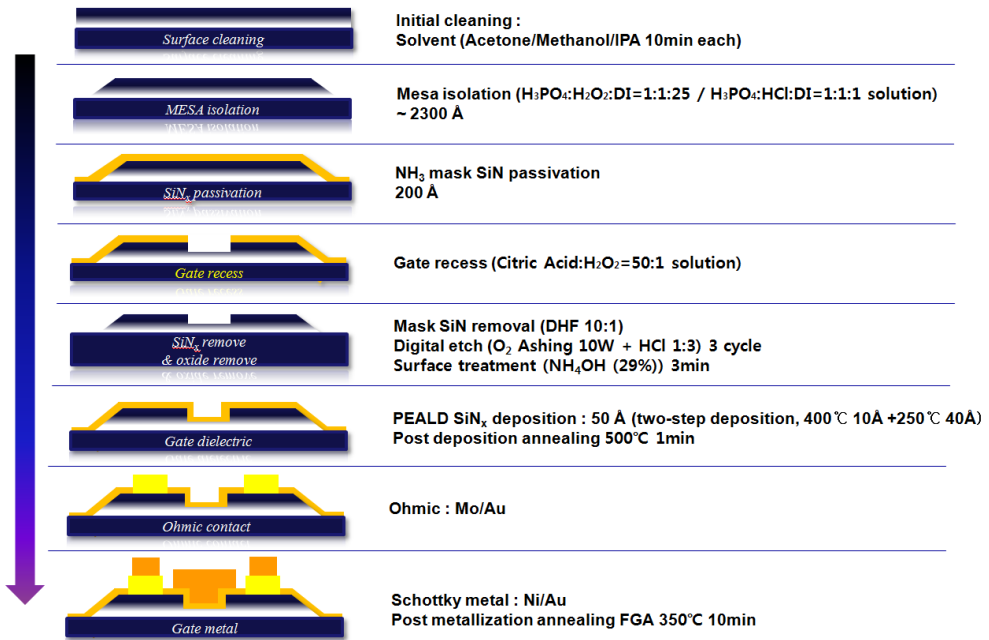 Surface cleaning
Initial cleaning :
Solvent (Acetone/Methanol/IPA 10min each)
MESA isolation
Mesa isolation (H₃PO₄:H₂O₂:DI=1:1:25 / H₃PO₄:HCl:DI=1:1:1 solution)
~ 2300 Å
SiNₓ passivation
NH₃ mask SiN passivation
200 Å
Gate recess
Gate recess (Citric Acid:H₂O₂=50:1 solution)
SiNₓ remove
& oxide remove
Mask SiN removal (DHF 10:1)
Digital etch (O₂ Ashing 10W + HCl 1:3) 3 cycle
Surface treatment (NH₄OH (29%)) 3min
Gate dielectric
PEALD SiNₓ deposition : 50 Å (two-step deposition, 400℃ 10Å +250℃ 40Å)
Post deposition annealing 500℃ 1min
Ohmic contact
Ohmic : Mo/Au
Gate metal
Schottky metal : Ni/Au
Post metallization annealing FGA 350℃ 10min